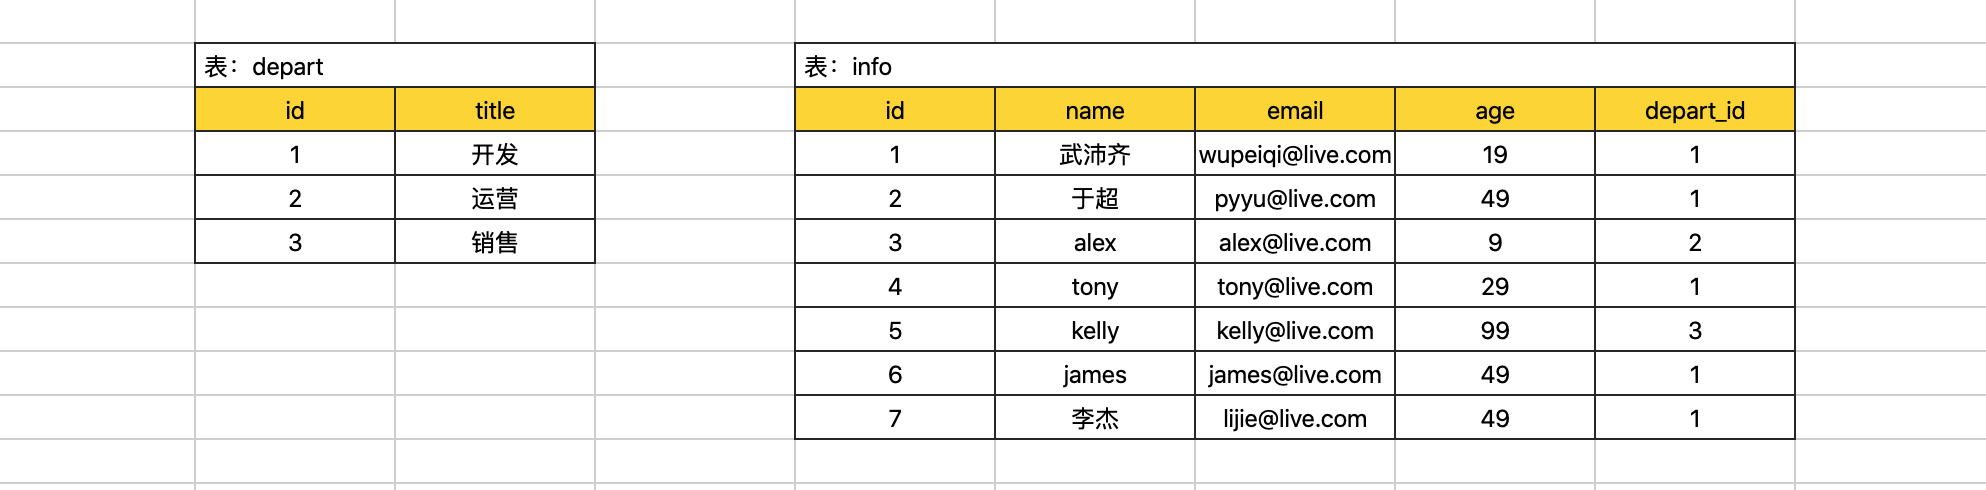 表：depart
id title
1 开发
2 运营
3 销售
表：info
id name email age depart_id
1 武沛齐 wupeiqi@live.com 19 1
2 于超 pyyu@live.com 49 1
3 alex alex@live.com 9 2
4 tony tony@live.com 29 1
5 kelly kelly@live.com 99 3
6 james james@live.com 49 1
7 李杰 lijie@live.com 49 1